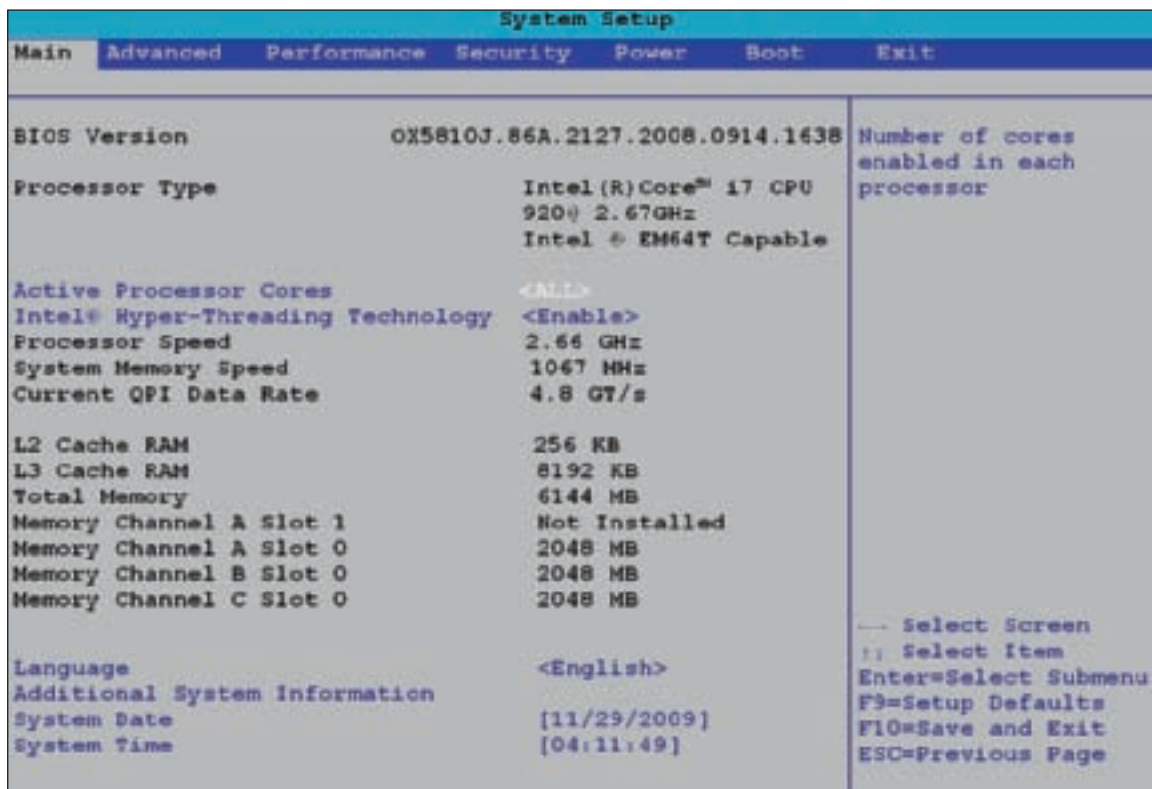 System Setup
Main Advanced Performance Security Power Boot Exit
BIOS Version OX5810J.86A.2127.2008.0914.1638
Processor Type Intel(R)Core™ i7 CPU
920@ 2.67GHz
Intel ® EM64T Capable
Active Processor Cores <ALL>
Intel® Hyper-Threading Technology <Enable>
Processor Speed 2.66 GHz
System Memory Speed 1067 MHz
Current QPI Data Rate 4.8 GT/s
L2 Cache RAM 256 KB
L3 Cache RAM 8192 KB
Total Memory 6144 MB
Memory Channel A Slot 1 Not Installed
Memory Channel A Slot 0 2048 MB
Memory Channel B Slot 0 2048 MB
Memory Channel C Slot 0 2048 MB
Language <English>
Additional System Information
System Date [11/29/2009]
System Time [04:11:49]
Number of cores
enabled in each
processor
Select Screen
↑↓ Select Item
Enter=Select Submenu
F9=Setup Defaults
F10=Save and Exit
ESC=Previous Page